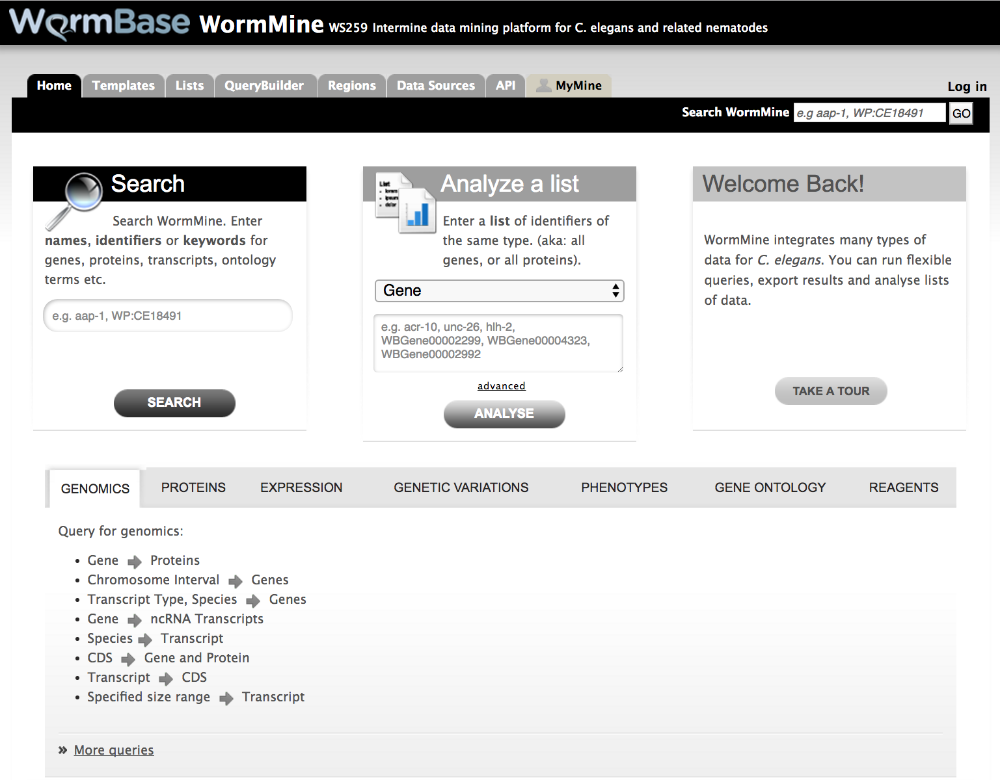 WormBase WormMine WS259 Intermine data mining platform for C. elegans and related nematodes
Home Templates Lists QueryBuilder Regions Data Sources API MyMine Log in
Search WormMine e.g aap-1, WP:CE18491 GO
Search
Search WormMine. Enter
names, identifiers or keywords for
genes, proteins, transcripts, ontology
terms etc.
e.g. aap-1, WP:CE18491
SEARCH
List
lorem
ipsum
dolor
Analyze a list
Enter a list of identifiers of
the same type. (aka: all
genes, or all proteins).
Gene
e.g. acr-10, unc-26, hlh-2,
WBGene00002299, WBGene00004323,
WBGene00002992
advanced
ANALYSE
Welcome Back!
WormMine integrates many types of
data for C. elegans. You can run flexible
queries, export results and analyse lists
of data.
TAKE A TOUR
GENOMICS PROTEINS EXPRESSION GENETIC VARIATIONS PHENOTYPES GENE ONTOLOGY REAGENTS
Query for genomics:
• Gene ➡ Proteins
• Chromosome Interval ➡ Genes
• Transcript Type, Species ➡ Genes
• Gene ➡ ncRNA Transcripts
• Species ➡ Transcript
• CDS ➡ Gene and Protein
• Transcript ➡ CDS
• Specified size range ➡ Transcript
» More queries